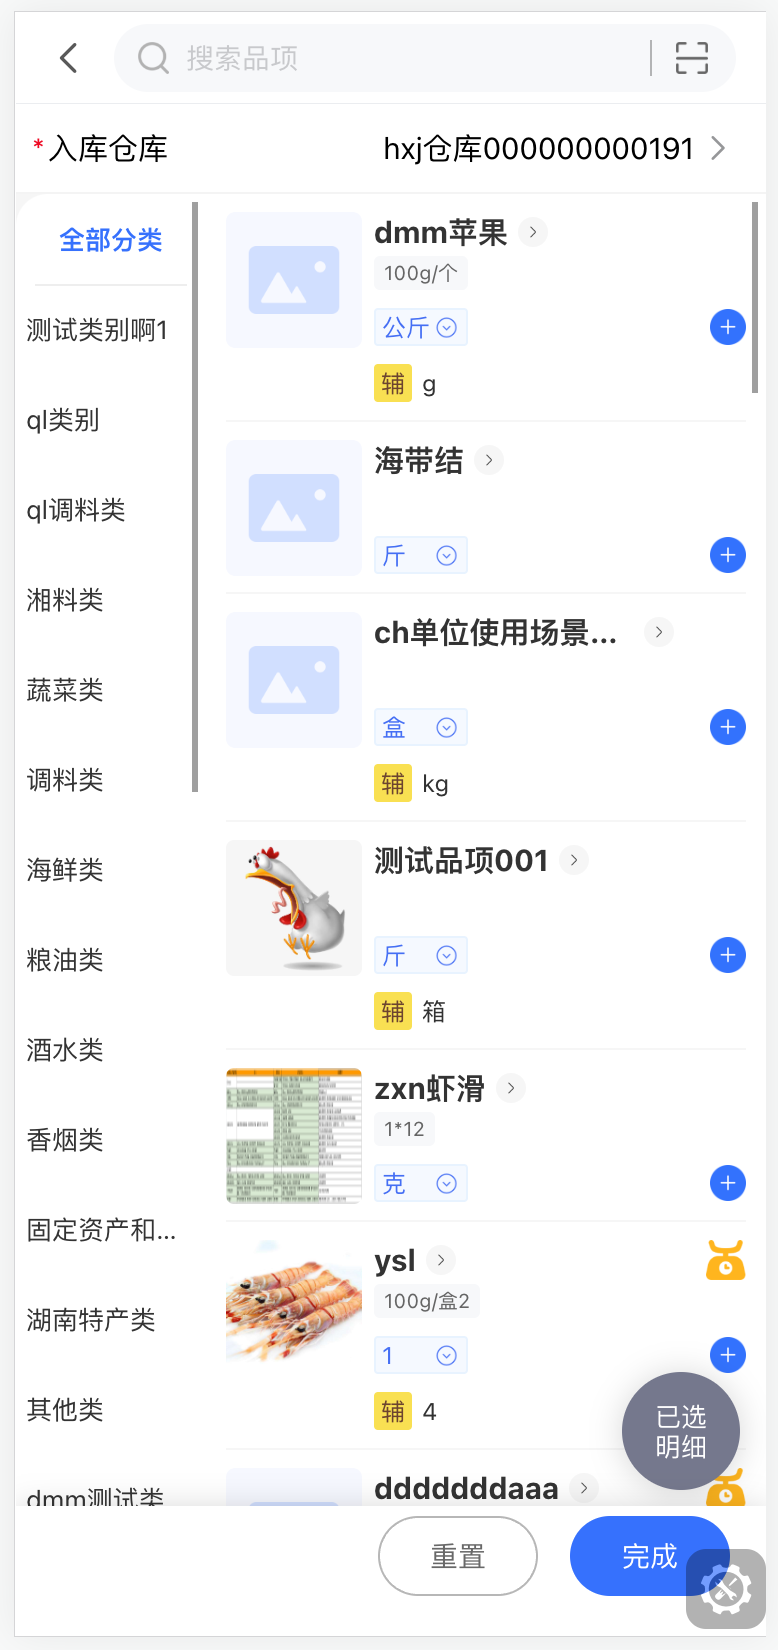 搜索品项
*入库仓库
hxj仓库000000000191
全部分类
测试类别啊1
ql类别
ql调料类
湘料类
蔬菜类
调料类
海鲜类
粮油类
酒水类
香烟类
固定资产和...
湖南特产类
其他类
dmm测试类
dmm苹果
100g/个
公斤
辅 g
海带结
斤
ch单位使用场景...
盒
辅 kg
测试品项001
斤
辅 箱
zxn虾滑
1*12
克
ysl
100g/盒2
1
辅 4
dddddddaaa
已选
明细
重置
完成